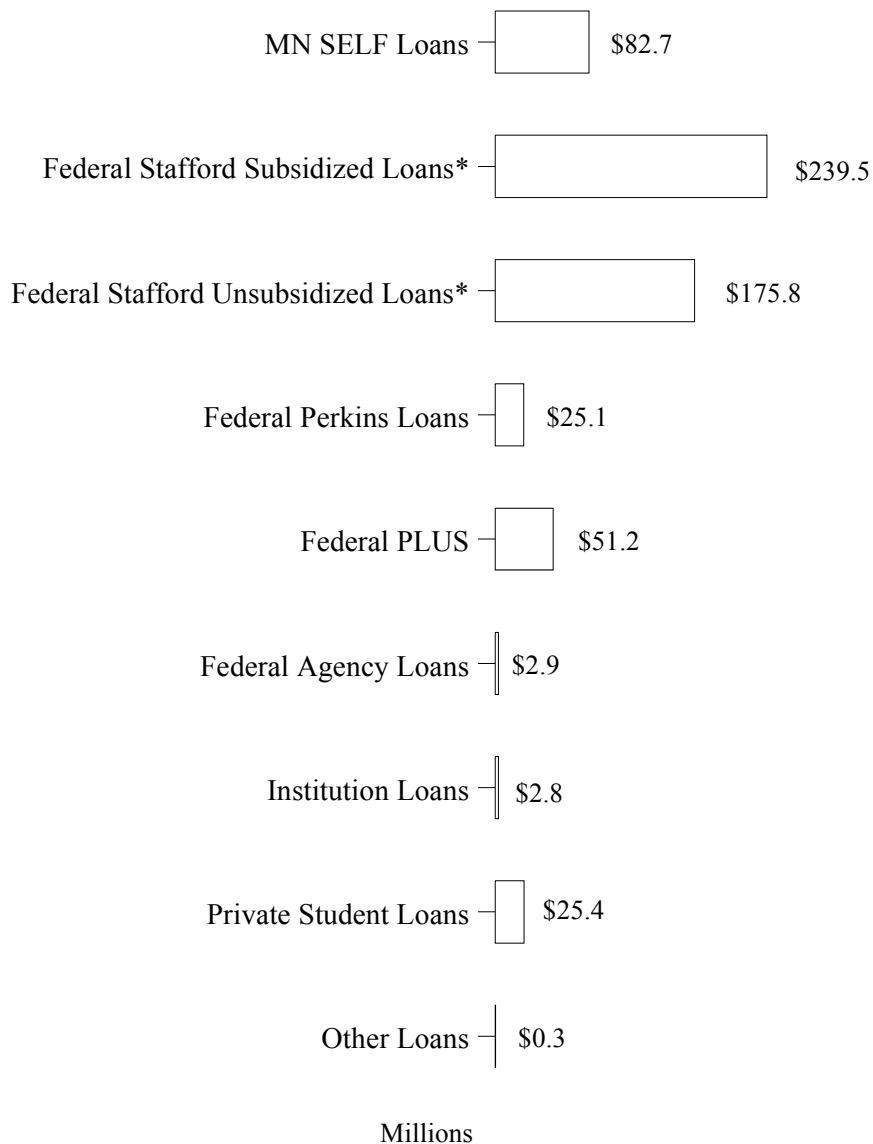 MN SELF Loans $82.7
Federal Stafford Subsidized Loans* $239.5
Federal Stafford Unsubsidized Loans* $175.8
Federal Perkins Loans $25.1
Federal PLUS $51.2
Federal Agency Loans $2.9
Institution Loans $2.8
Private Student Loans $25.4
Other Loans $0.3
Millions